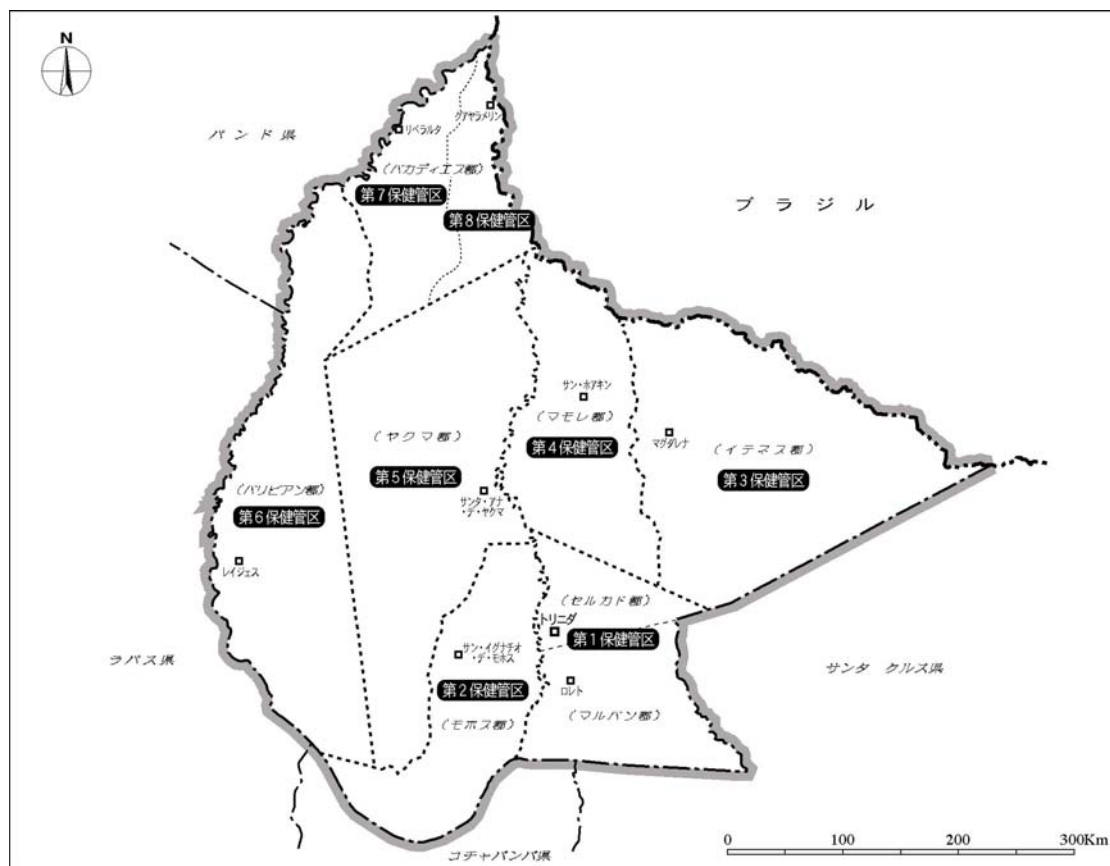 N
グアヤラメリン
リベラルタ
パンド県
(バカディエス郡)
第7保健管区
第8保健管区
ブラジル
サン・ホアキン
(マモレ郡)
マグダレナ
(ヤクマ郡)
第4保健管区
(イテネス郡)
第5保健管区
第3保健管区
(バリビアン郡)
サンタ・アナ
・デ・ヤクマ
第6保健管区
レイジェス
(セルカド郡)
トリニダ
第1保健管区
サン・イグナチオ
・デ・モホス
ラパス県
サンタ クルス県
第2保健管区
ロレト
(モホス郡)
(マルバン郡)
0 100 200 300Km
コチャバンバ県